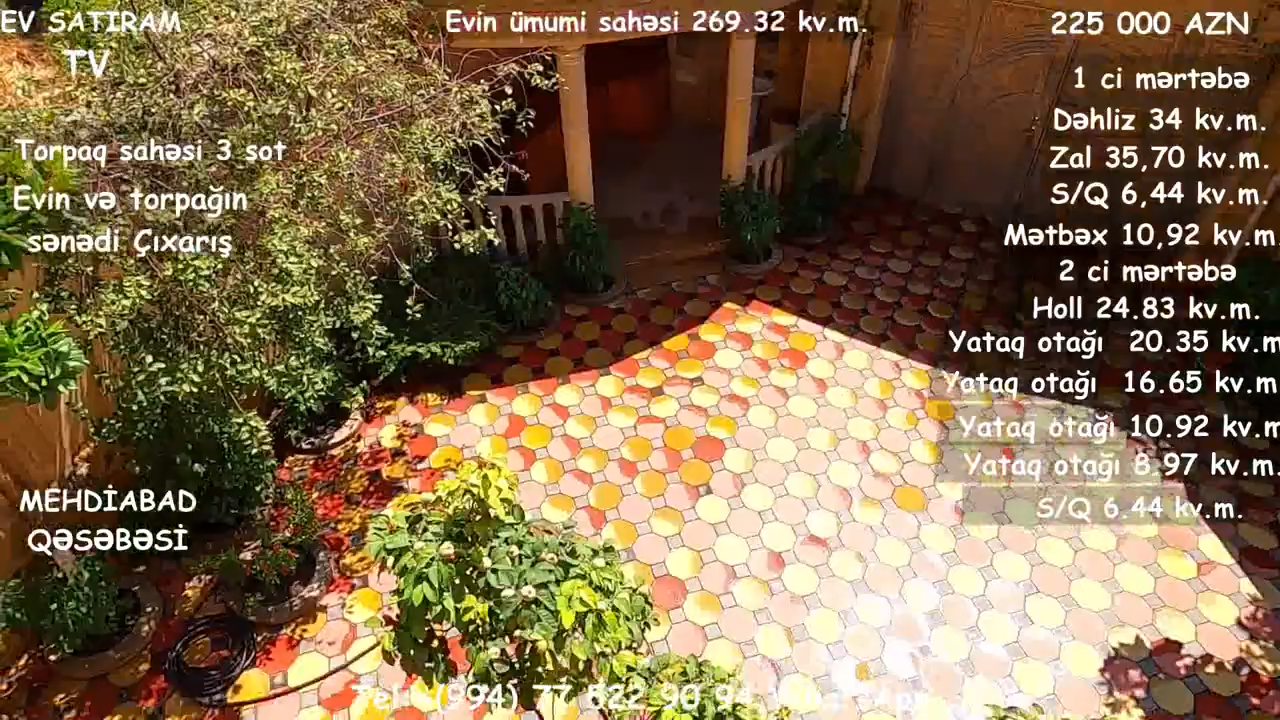 EV SATIRAM
TV
Evin ümumi sahəsi 269.32 kv.m.
225 000 AZN
Torpaq sahəsi 3 sot
Evin və torpağın
sənədi Çıxarış
MEHDİABAD
QƏSƏBƏSİ
1 ci mərtəbə
Dəhliz 34 kv.m.
Zal 35,70 kv.m.
S/Q 6,44 kv.m.
Mətbəx 10,92 kv.m
2 ci mərtəbə
Holl 24.83 kv.m.
Yataq otağı 20.35 kv.m
Yataq otağı 16.65 kv.m
Yataq otağı 10.92 kv.m
Yataq otağı 8.97 kv.m.
S/Q 6.44 kv.m.
Tel: (994) 77 522 90 94